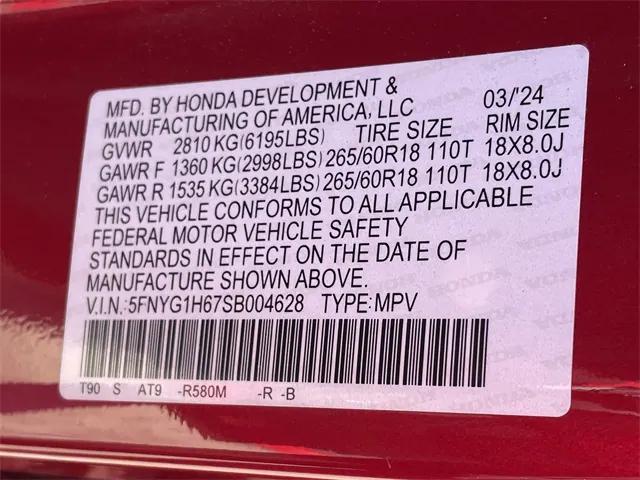 MFD. BY HONDA DEVELOPMENT &
MANUFACTURING OF AMERICA, LLC 03/'24
GVWR 2810 KG(6195LBS) TIRE SIZE RIM SIZE
GAWR F 1360 KG(2998LBS) 265/60R18 110T 18X8.0J
GAWR R 1535 KG(3384LBS) 265/60R18 110T 18X8.0J
THIS VEHICLE CONFORMS TO ALL APPLICABLE
FEDERAL MOTOR VEHICLE SAFETY
STANDARDS IN EFFECT ON THE DATE OF
MANUFACTURE SHOWN ABOVE.
V.I.N.:5FNYG1H67SB004628 TYPE:MPV
T90 S AT9 -R580M -R -B